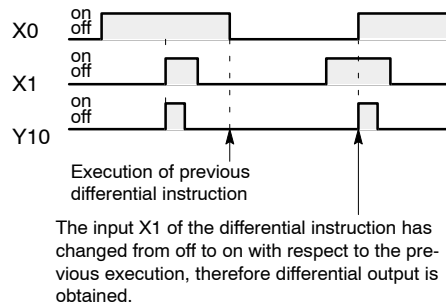 on
off
X0
on
off
X1
on
off
Y10
Execution of previous
differential instruction
The input X1 of the differential instruction has
changed from off to on with respect to the pre-
vious execution, therefore differential output is
obtained.